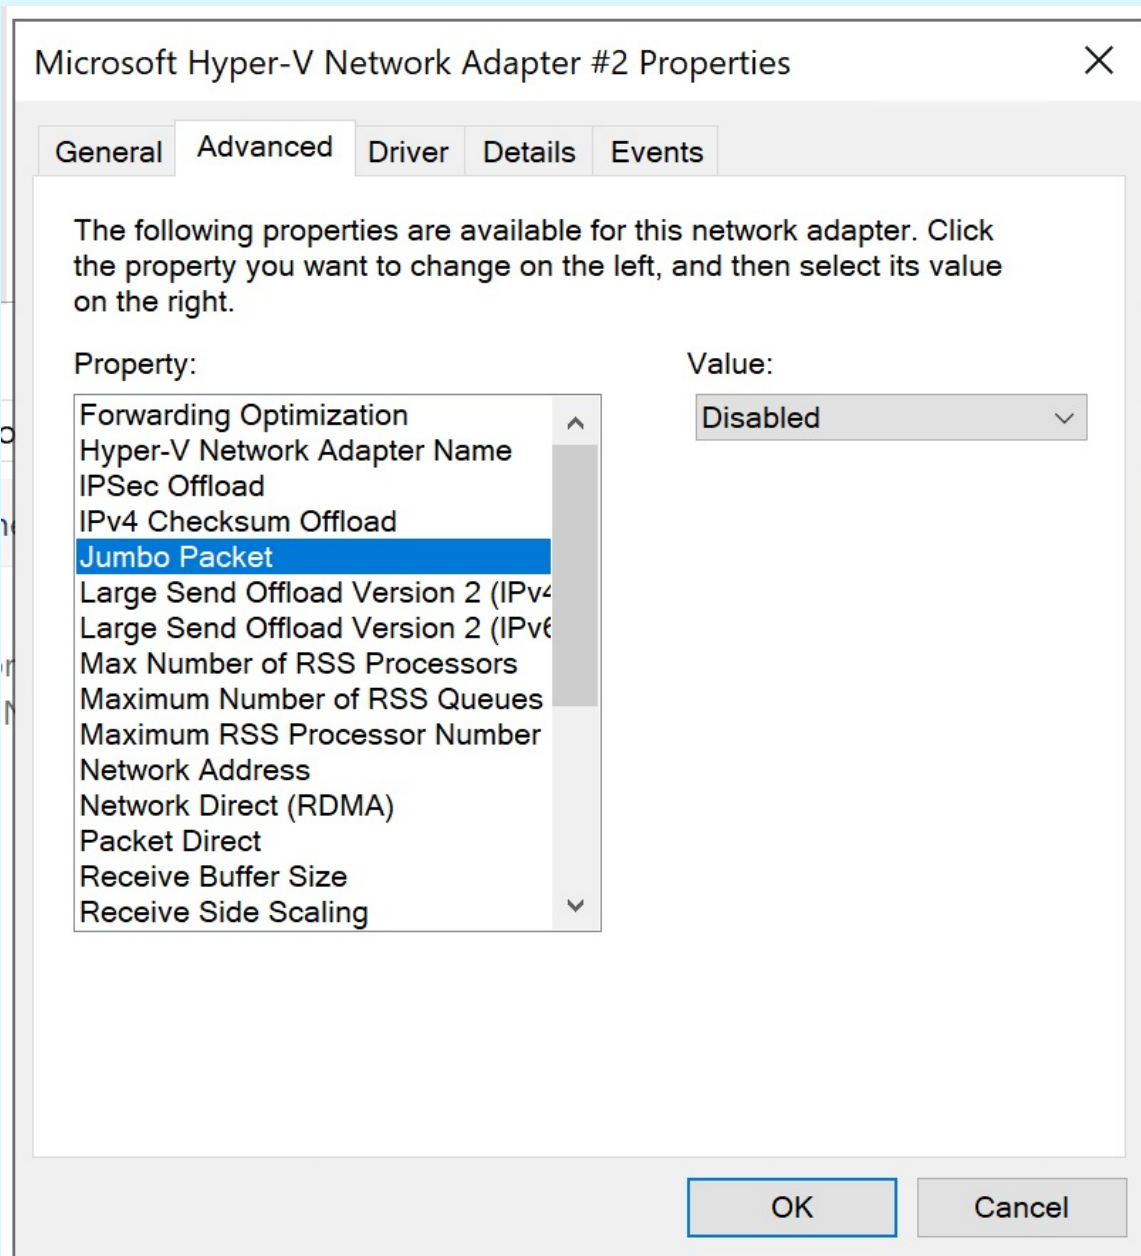 Microsoft Hyper-V Network Adapter #2 Properties
General Advanced Driver Details Events
The following properties are available for this network adapter. Click
the property you want to change on the left, and then select its value
on the right.
Property:
Value:
Forwarding Optimization
Hyper-V Network Adapter Name
IPSec Offload
IPv4 Checksum Offload
Jumbo Packet
Large Send Offload Version 2 (IPv4
Large Send Offload Version 2 (IPv6
Max Number of RSS Processors
Maximum Number of RSS Queues
Maximum RSS Processor Number
Network Address
Network Direct (RDMA)
Packet Direct
Receive Buffer Size
Receive Side Scaling
Disabled
OK
Cancel